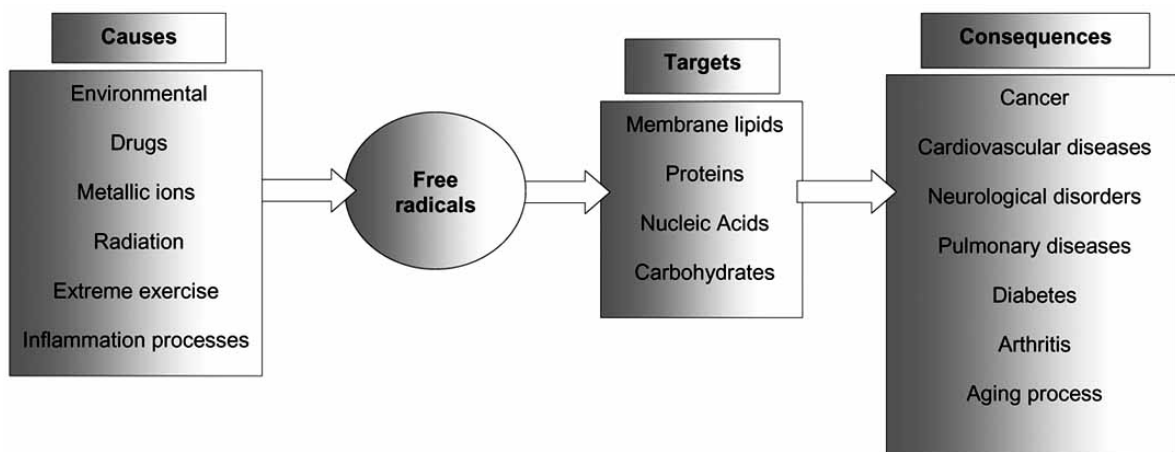 Causes
Environmental
Drugs
Metallic ions
Radiation
Extreme exercise
Inflammation processes
Free
radicals
Targets
Membrane lipids
Proteins
Nucleic Acids
Carbohydrates
Consequences
Cancer
Cardiovascular diseases
Neurological disorders
Pulmonary diseases
Diabetes
Arthritis
Aging process